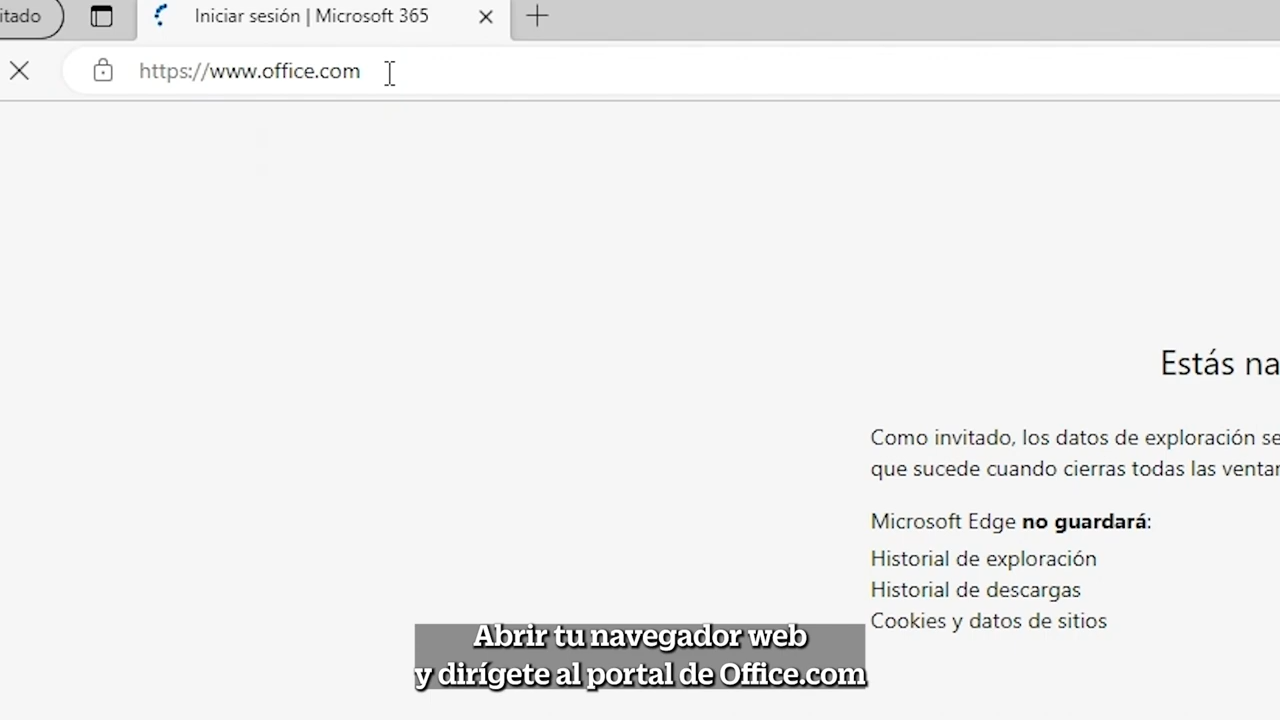 itado
Iniciar sesión | Microsoft 365
https://www.office.com
Estás na
Como invitado, los datos de exploración se
que sucede cuando cierras todas las ventan
Microsoft Edge no guardará:
Historial de exploración
Historial de descargas
Cookies y datos de sitios
Abrir tu navegador web
y dirígete al portal de Office.com